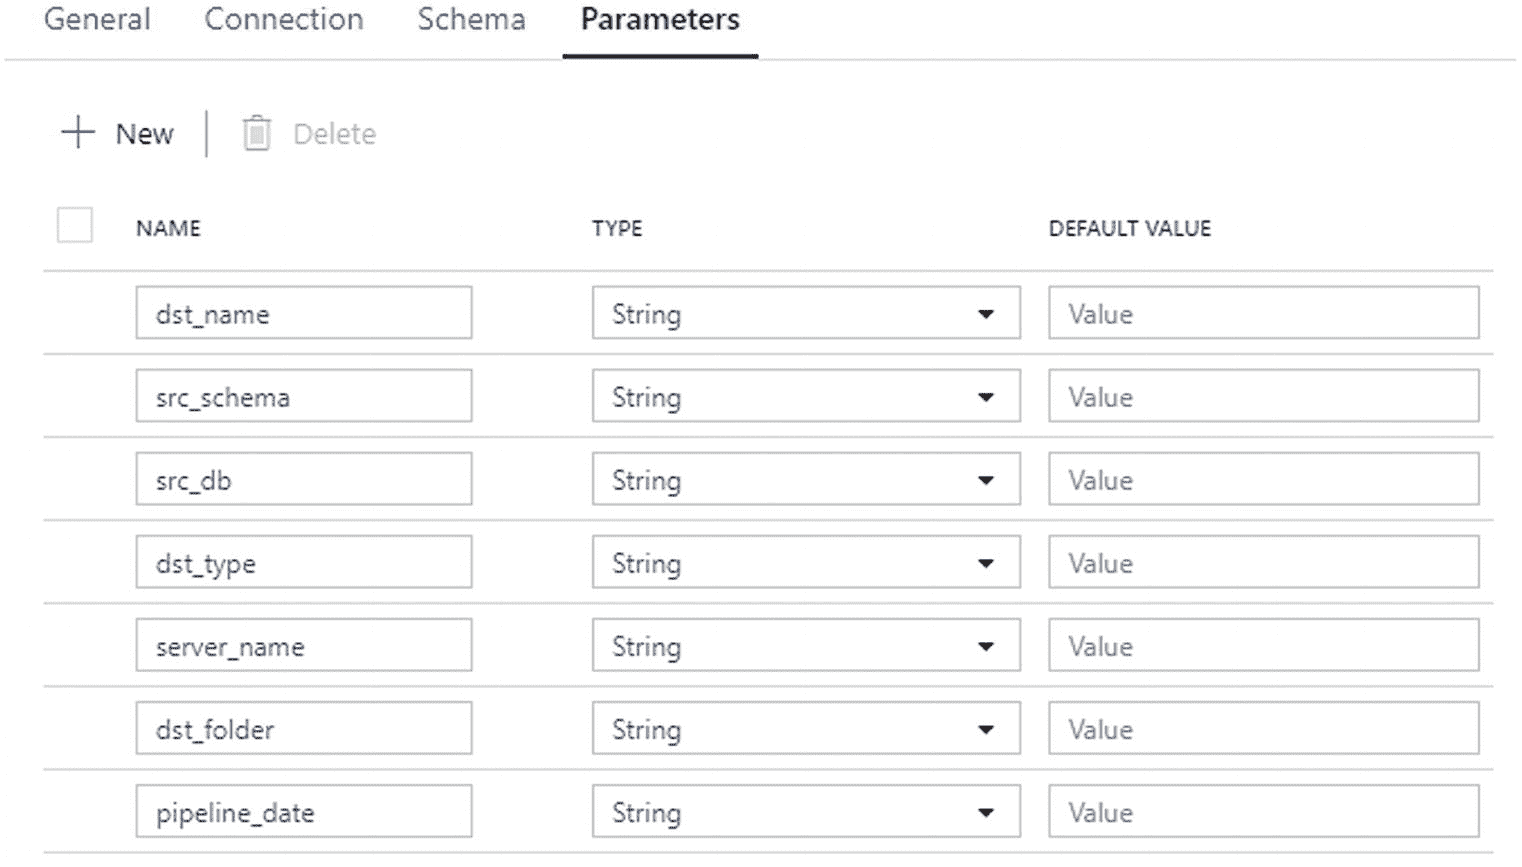 General Connection Schema Parameters
New Delete
NAME TYPE DEFAULT VALUE
dst_name String Value
src_schema String Value
src_db String Value
dst_type String Value
server_name String Value
dst_folder String Value
pipeline_date String Value